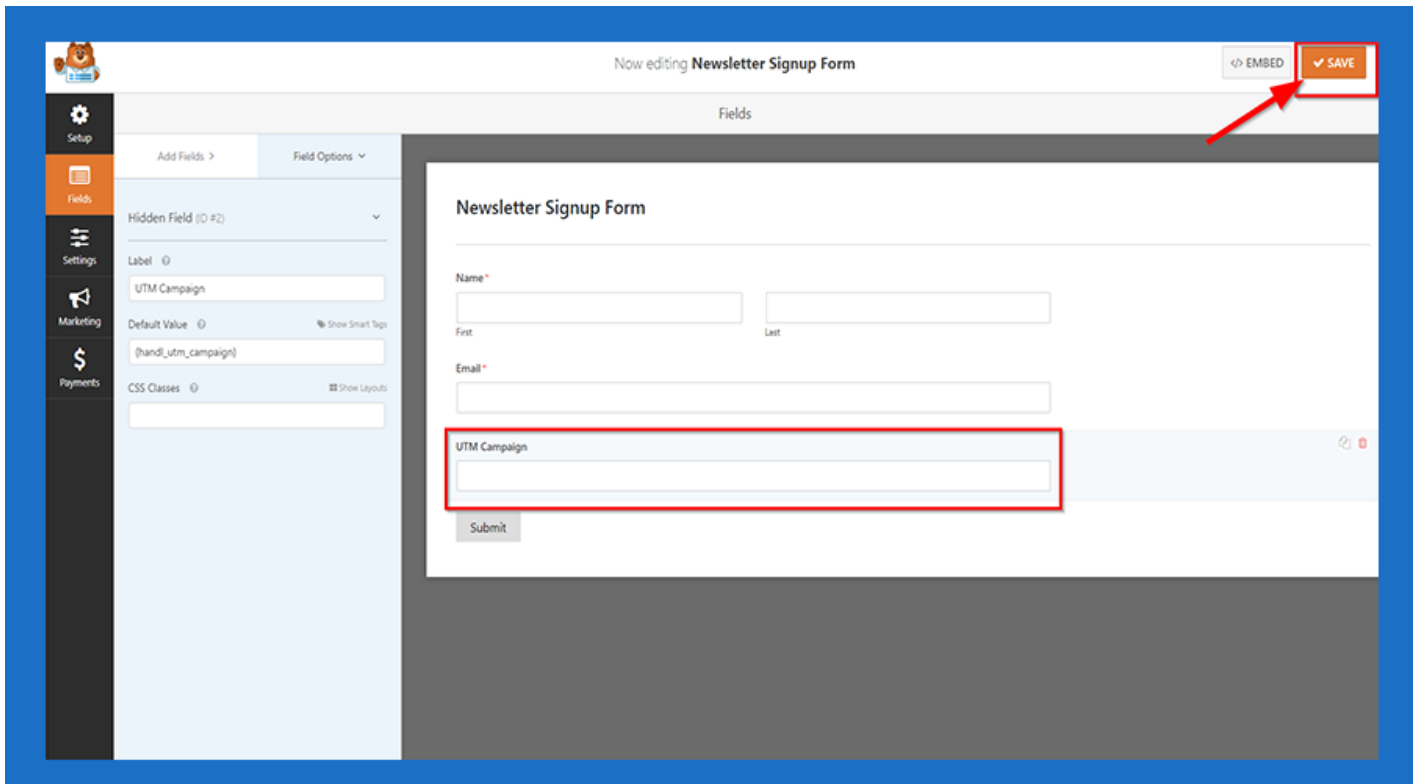 Now editing Newsletter Signup Form
EMBED
SAVE
Setup
Fields
Settings
Marketing
Payments
Fields
Add Fields >
Field Options
Hidden Field (ID #2)
Label
UTM Campaign
Default Value
Show Smart Tags
{handl_utm_campaign}
CSS Classes
Show Layouts
Newsletter Signup Form
Name *
First
Last
Email *
UTM Campaign
Submit